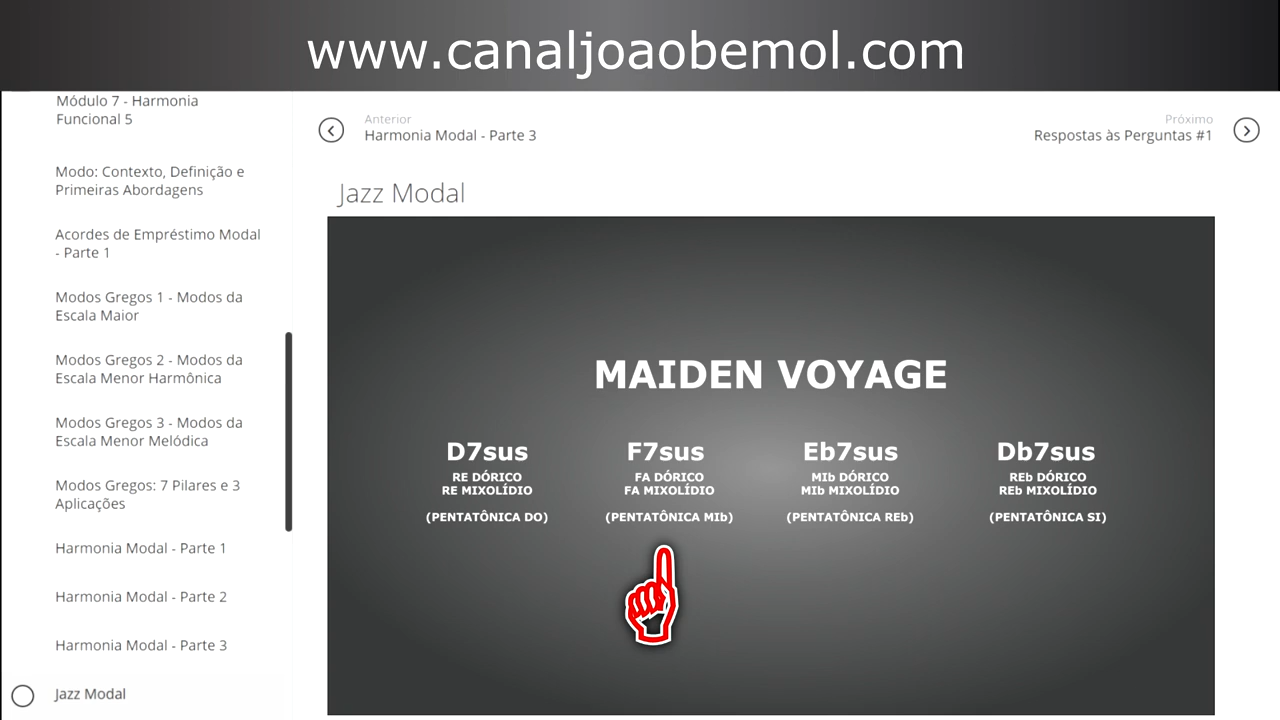 www.canaljoaobemol.com
Módulo 7 - Harmonia
Funcional 5
Modo: Contexto, Definição e
Primeiras Abordagens
Acordes de Empréstimo Modal
- Parte 1
Modos Gregos 1 - Modos da
Escala Maior
Modos Gregos 2 - Modos da
Escala Menor Harmônica
Modos Gregos 3 - Modos da
Escala Menor Melódica
Modos Gregos: 7 Pilares e 3
Aplicações
Harmonia Modal - Parte 1
Harmonia Modal - Parte 2
Harmonia Modal - Parte 3
Jazz Modal
Anterior
Harmonia Modal - Parte 3
Próximo
Respostas às Perguntas #1
Jazz Modal
MAIDEN VOYAGE
D7sus
RE DÓRICO
RE MIXOLÍDIO
(PENTATÔNICA DO)
F7sus
FA DÓRICO
FA MIXOLÍDIO
(PENTATÔNICA MIb)
Eb7sus
MIb DÓRICO
MIb MIXOLÍDIO
(PENTATÔNICA REb)
Db7sus
REb DÓRICO
REb MIXOLÍDIO
(PENTATÔNICA SI)